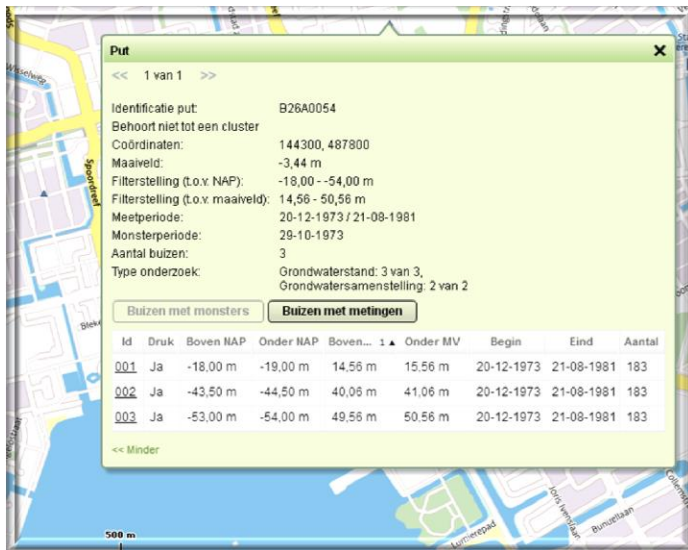 Put
<< 1 van 1 >>
Identificatie put: B26A0054
Behoort niet tot een cluster
Coördinaten: 144300, 487800
Maaiveld: -3,44 m
Filterstelling (t.o.v. NAP): -18,00 - -54,00 m
Filterstelling (t.o.v. maaiveld): 14,56 - 50,56 m
Meetperiode: 20-12-1973 / 21-08-1981
Monsterperiode: 29-10-1973
Aantal buizen: 3
Type onderzoek: Grondwaterstand: 3 van 3,
Grondwatersamenstelling: 2 van 2
Buizen met monsters Buizen met metingen
Id Druk Boven NAP Onder NAP Boven... 1 ▲ Onder MV Begin Eind Aantal
001 Ja -18,00 m -19,00 m 14,56 m 15,56 m 20-12-1973 21-08-1981 183
002 Ja -43,50 m -44,50 m 40,06 m 41,06 m 20-12-1973 21-08-1981 183
003 Ja -53,00 m -54,00 m 49,56 m 50,56 m 20-12-1973 21-08-1981 183
<< Minder
Wisselweg
Spoordreef
500 m
Lumierepad
Joris Ivenslaan
Bunuellaan